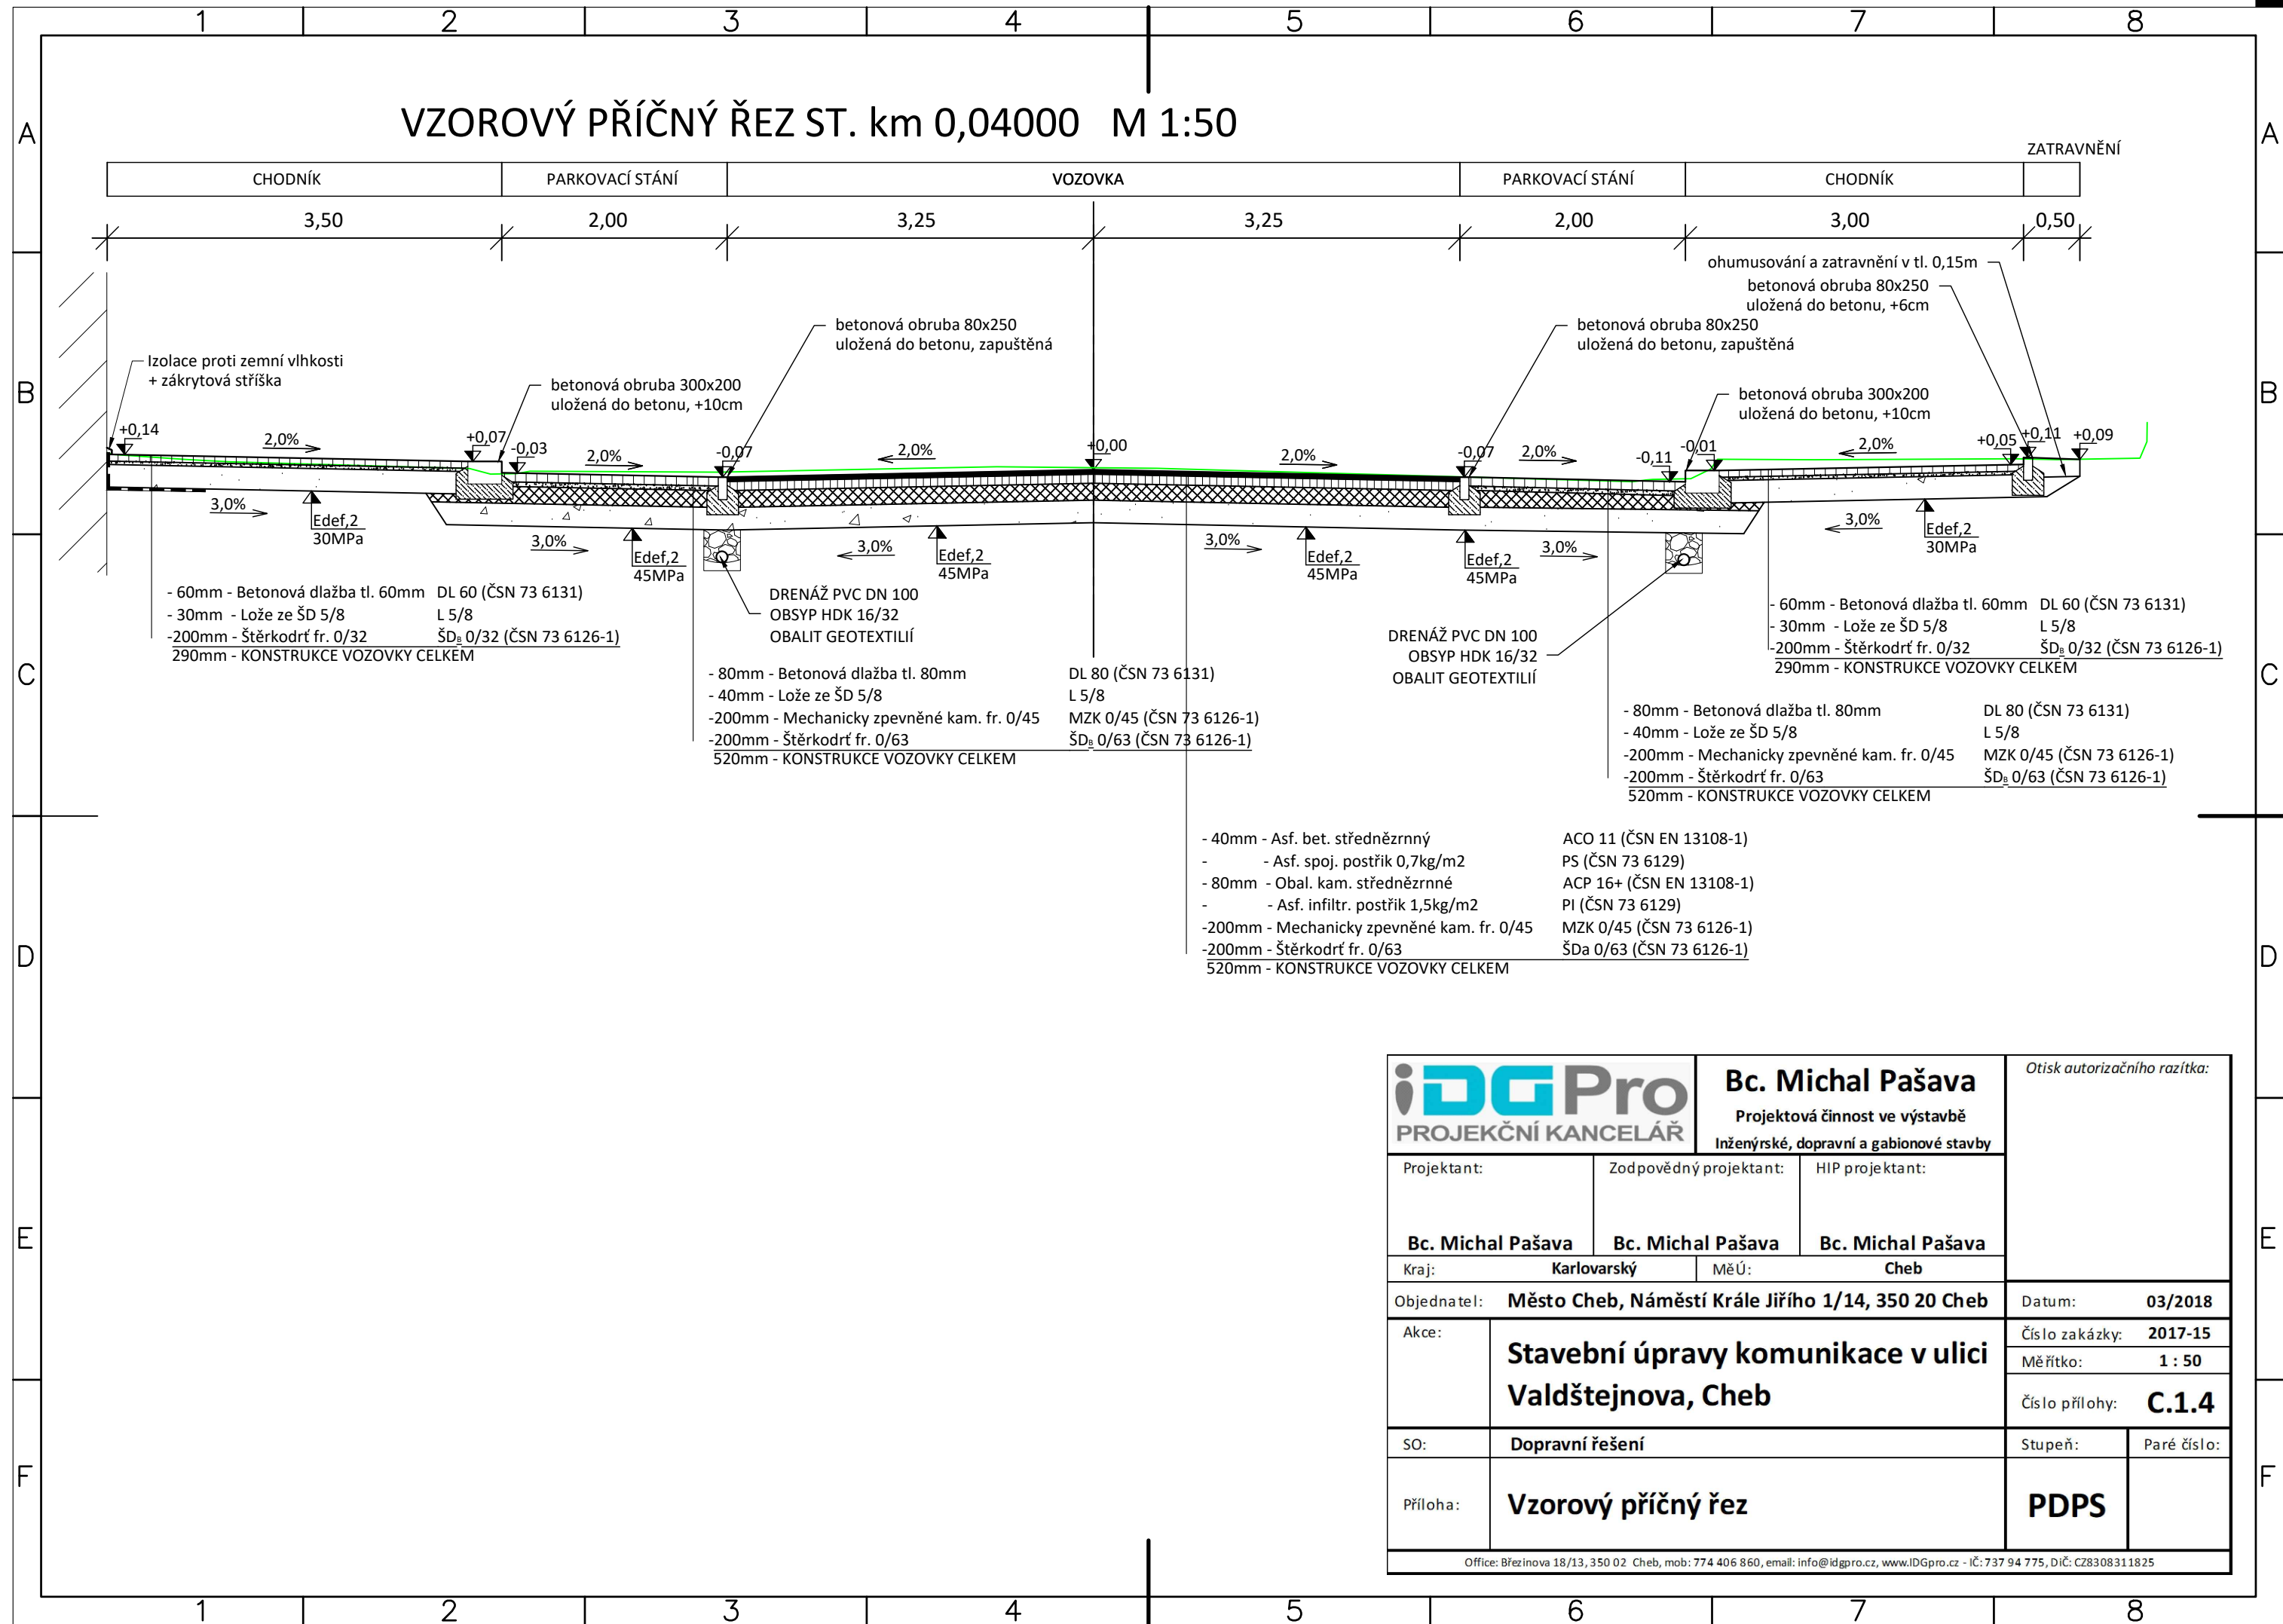 1 2 3 4 5 6 7 8
A A
VZOROVÝ PŘÍČNÝ ŘEZ ST. km 0,04000 M 1:50
ZATRAVNĚNÍ
CHODNÍK PARKOVACÍ STÁNÍ VOZOVKA PARKOVACÍ STÁNÍ CHODNÍK
3,50 2,00 3,25 3,25 2,00 3,00 0,50
ohumusování a zatravnění v tl. 0,15m
betonová obruba 80x250
uložená do betonu, +6cm
betonová obruba 80x250
uložená do betonu, zapuštěná
betonová obruba 80x250
uložená do betonu, zapuštěná
Izolace proti zemní vlhkosti
+ zákrytová stříška
betonová obruba 300x200
uložená do betonu, +10cm
betonová obruba 300x200
uložená do betonu, +10cm
B B
+0,14 2,0% +0,07 -0,03 2,0% -0,07 2,0% +0,00 2,0% -0,07 2,0% -0,11 -0,01 2,0% +0,05 +0,11 +0,09
3,0% 3,0% 3,0% 3,0% 3,0% 3,0%
Edef,2
30MPa
Edef,2
45MPa
Edef,2
45MPa
Edef,2
45MPa
Edef,2
45MPa
Edef,2
30MPa
- 60mm - Betonová dlažba tl. 60mm DL 60 (ČSN 73 6131)
- 30mm - Lože ze ŠD 5/8 L 5/8
-200mm - Štěrkodrť fr. 0/32 ŠDB 0/32 (ČSN 73 6126-1)
290mm - KONSTRUKCE VOZOVKY CELKEM
DRENÁŽ PVC DN 100
OBSYP HDK 16/32
OBALIT GEOTEXTILIÍ
- 80mm - Betonová dlažba tl. 80mm DL 80 (ČSN 73 6131)
- 40mm - Lože ze ŠD 5/8 L 5/8
-200mm - Mechanicky zpevněné kam. fr. 0/45 MZK 0/45 (ČSN 73 6126-1)
-200mm - Štěrkodrť fr. 0/63 ŠDB 0/63 (ČSN 73 6126-1)
520mm - KONSTRUKCE VOZOVKY CELKEM
DRENÁŽ PVC DN 100
OBSYP HDK 16/32
OBALIT GEOTEXTILIÍ
- 60mm - Betonová dlažba tl. 60mm DL 60 (ČSN 73 6131)
- 30mm - Lože ze ŠD 5/8 L 5/8
-200mm - Štěrkodrť fr. 0/32 ŠDB 0/32 (ČSN 73 6126-1)
290mm - KONSTRUKCE VOZOVKY CELKEM
C C
- 80mm - Betonová dlažba tl. 80mm DL 80 (ČSN 73 6131)
- 40mm - Lože ze ŠD 5/8 L 5/8
-200mm - Mechanicky zpevněné kam. fr. 0/45 MZK 0/45 (ČSN 73 6126-1)
-200mm - Štěrkodrť fr. 0/63 ŠDB 0/63 (ČSN 73 6126-1)
520mm - KONSTRUKCE VOZOVKY CELKEM
- 40mm - Asf. bet. střednězrnný ACO 11 (ČSN EN 13108-1)
- - Asf. spoj. postřik 0,7kg/m2 PS (ČSN 73 6129)
- 80mm - Obal. kam. střednězrnné ACP 16+ (ČSN EN 13108-1)
- - Asf. infiltr. postřik 1,5kg/m2 PI (ČSN 73 6129)
-200mm - Mechanicky zpevněné kam. fr. 0/45 MZK 0/45 (ČSN 73 6126-1)
-200mm - Štěrkodrť fr. 0/63 ŠDa 0/63 (ČSN 73 6126-1)
520mm - KONSTRUKCE VOZOVKY CELKEM
D D
iDGPro
PROJEKČNÍ KANCELÁŘ
Bc. Michal Pašava
Projektová činnost ve výstavbě
Inženýrské, dopravní a gabionové stavby
Otisk autorizačního razítka:
Projektant: Zodpovědný projektant: HIP projektant:
Bc. Michal Pašava Bc. Michal Pašava Bc. Michal Pašava
E E
Kraj: Karlovarský MěÚ: Cheb
Objednatel: Město Cheb, Náměstí Krále Jiřího 1/14, 350 20 Cheb
Datum: 03/2018
Akce: Stavební úpravy komunikace v ulici
Valdštejnova, Cheb
Číslo zakázky: 2017-15
Měřítko: 1 : 50
Číslo přílohy: C.1.4
SO: Dopravní řešení
Stupeň: Paré číslo:
Příloha: Vzorový příčný řez
PDPS
F F
Office: Březinova 18/13, 350 02 Cheb, mob: 774 406 860, email: info@idgpro.cz, www.IDGpro.cz - IČ: 737 94 775, DIČ: CZ8308311825
1 2 3 4 5 6 7 8